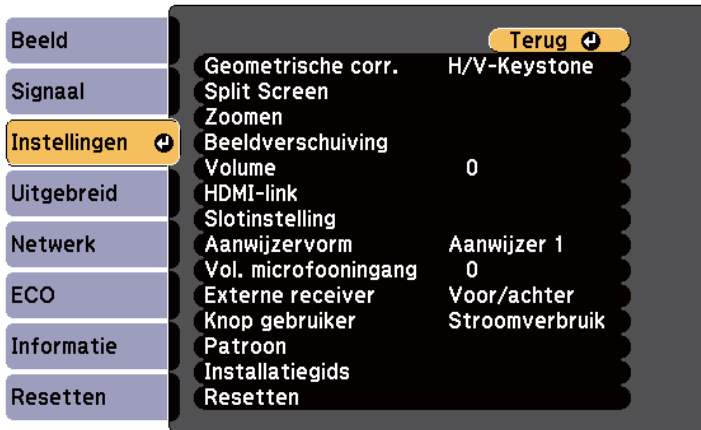 Beeld
Signaal
Instellingen
Uitgebreid
Netwerk
ECO
Informatie
Resetten
Terug
Geometrische corr. H/V-Keystone
Split Screen
Zoomen
Beeldverschuiving
Volume 0
HDMI-link
Slotinstelling
Aanwijzervorm Aanwijzer 1
Vol. microfooningang 0
Externe receiver Voor/achter
Knop gebruiker Stroomverbruik
Patroon
Installatiegids
Resetten